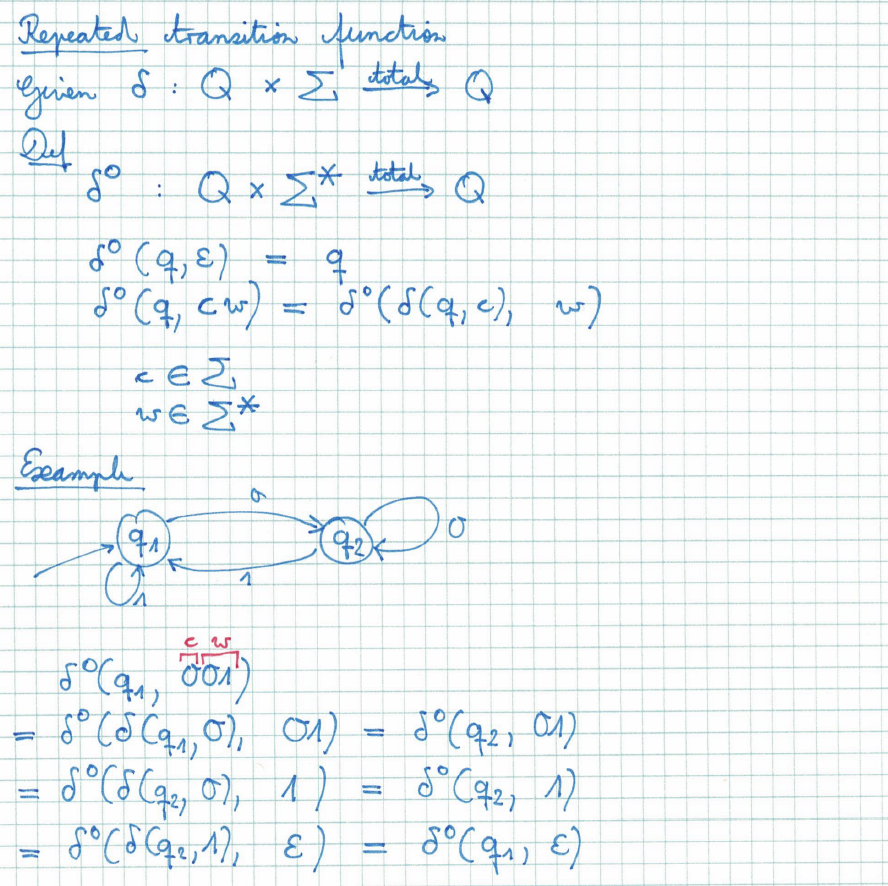 Repeated transition function
Given δ : Q × Σ total→ Q
Def
δ° : Q × Σ* total→ Q
δ° (q, ε) = q
δ° (q, cw) = δ° (δ(q, c), w)
c ∈ Σ
w ∈ Σ*
Example
0
q1 q2 0
1
1
c w
δ°(q1, 001)
= δ°(δ(q1, 0), 01) = δ°(q2, 01)
= δ°(δ(q2, 0), 1) = δ°(q2, 1)
= δ°(δ(q2, 1), ε) = δ°(q1, ε)